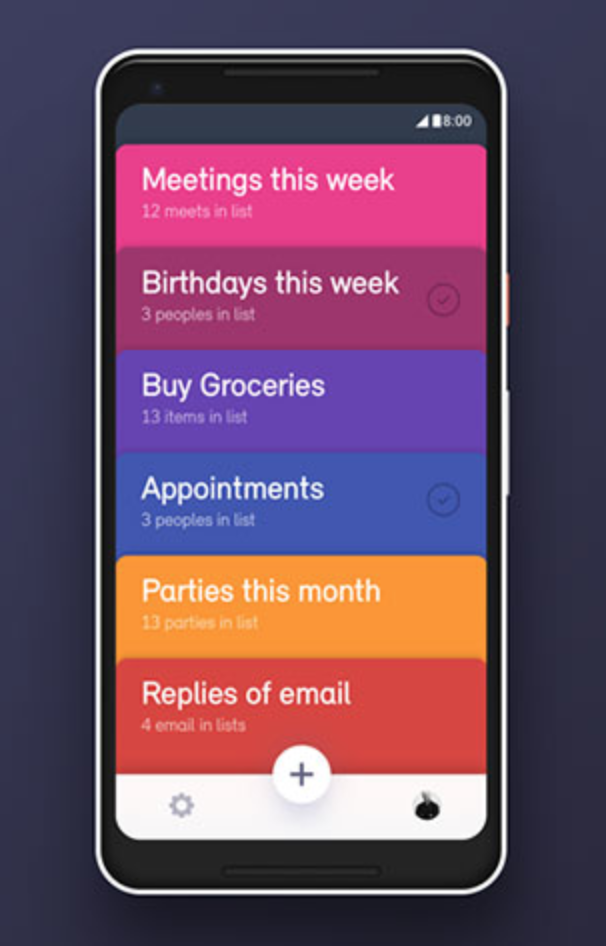 8:00
Meetings this week
12 meets in list
Birthdays this week
3 peoples in list
Buy Groceries
13 items in list
Appointments
3 peoples in list
Parties this month
13 parties in list
Replies of email
4 email in lists